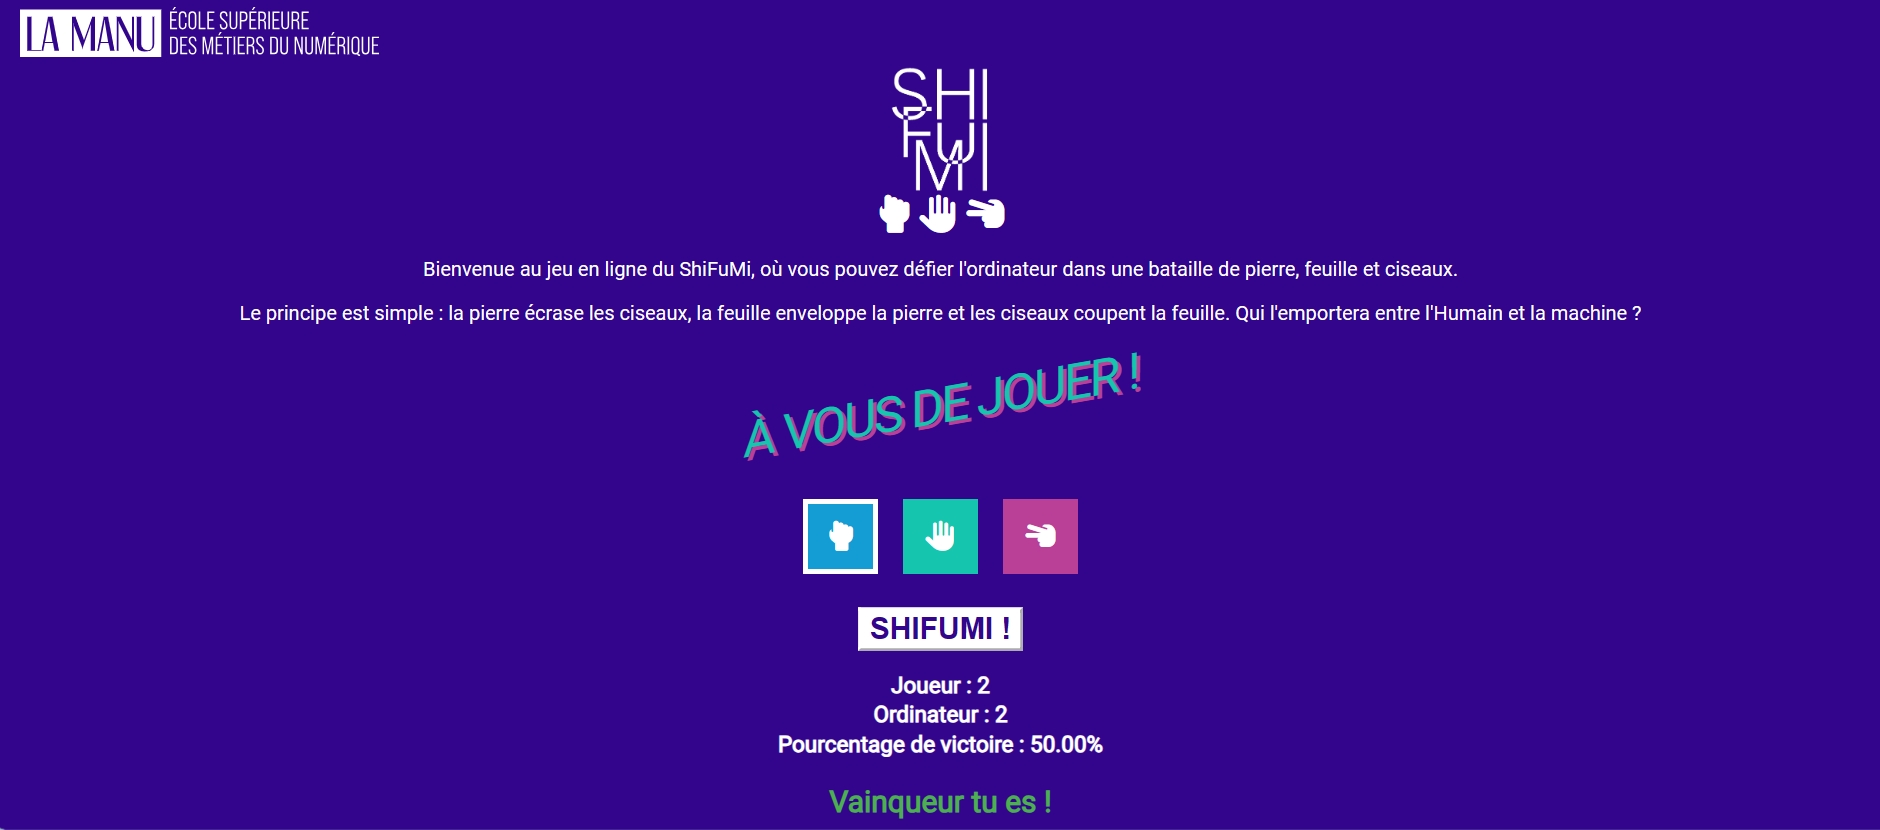 LA MANU
ÉCOLE SUPÉRIEURE
DES MÉTIERS DU NUMÉRIQUE
SHI
FU
MI
Bienvenue au jeu en ligne du ShiFuMi, où vous pouvez défier l'ordinateur dans une bataille de pierre, feuille et ciseaux.
Le principe est simple : la pierre écrase les ciseaux, la feuille enveloppe la pierre et les ciseaux coupent la feuille. Qui l'emportera entre l'Humain et la machine ?
À VOUS DE JOUER !
SHIFUMI !
Joueur : 2
Ordinateur : 2
Pourcentage de victoire : 50.00%
Vainqueur tu es !